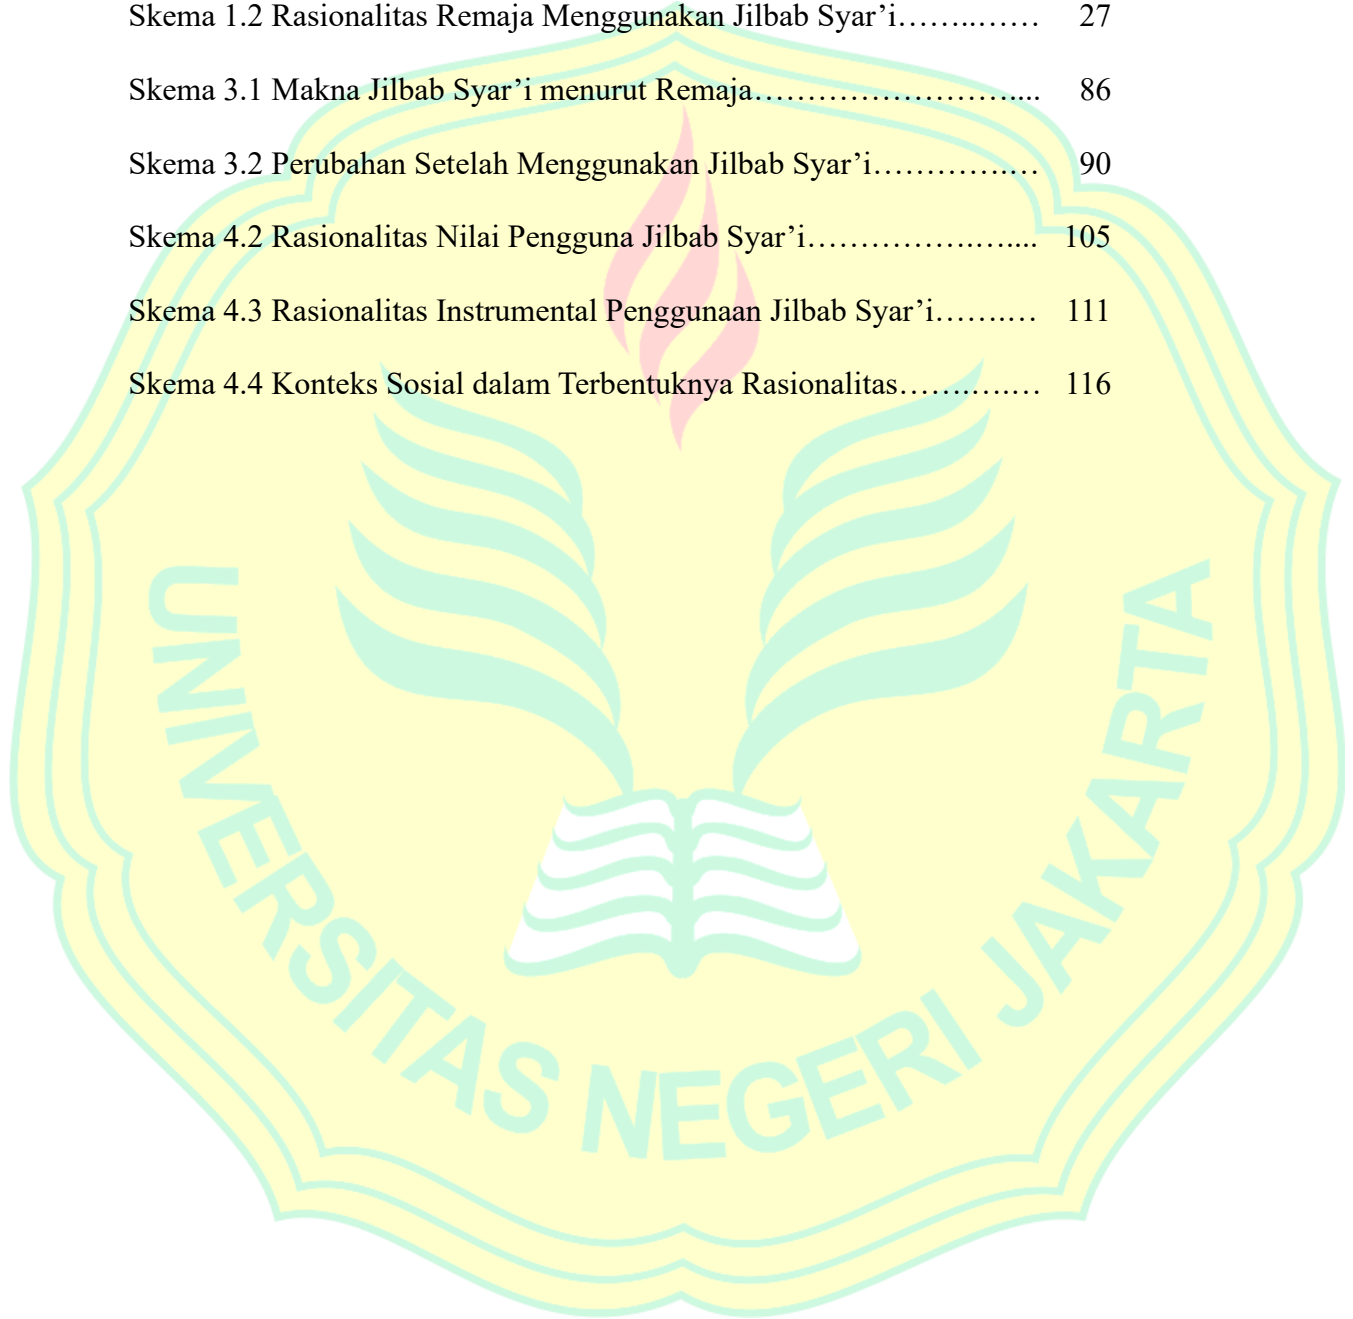 Skema 1.2 Rasionalitas Remaja Menggunakan Jilbab Syar’i……..…… 27
Skema 3.1 Makna Jilbab Syar’i menurut Remaja…………………….... 86
Skema 3.2 Perubahan Setelah Menggunakan Jilbab Syar’i………….… 90
Skema 4.2 Rasionalitas Nilai Pengguna Jilbab Syar’i…………….…... 105
Skema 4.3 Rasionalitas Instrumental Penggunaan Jilbab Syar’i…….… 111
Skema 4.4 Konteks Sosial dalam Terbentuknya Rasionalitas…….….… 116
UNIVERSITAS NEGERI JAKARTA